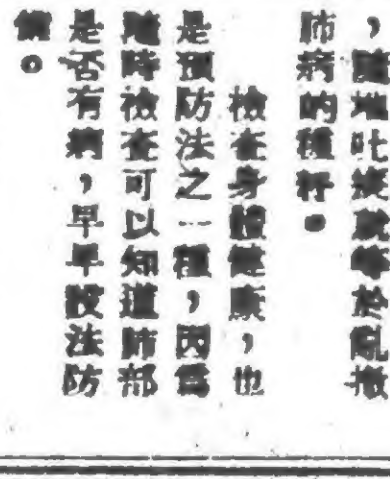 ，隨地吐痰就等於亂撒
肺病的種籽。
檢查身體健康，也
是預防法之一種，因爲
隨時檢查可以知道肺部
是否有病，早早設法防
備。